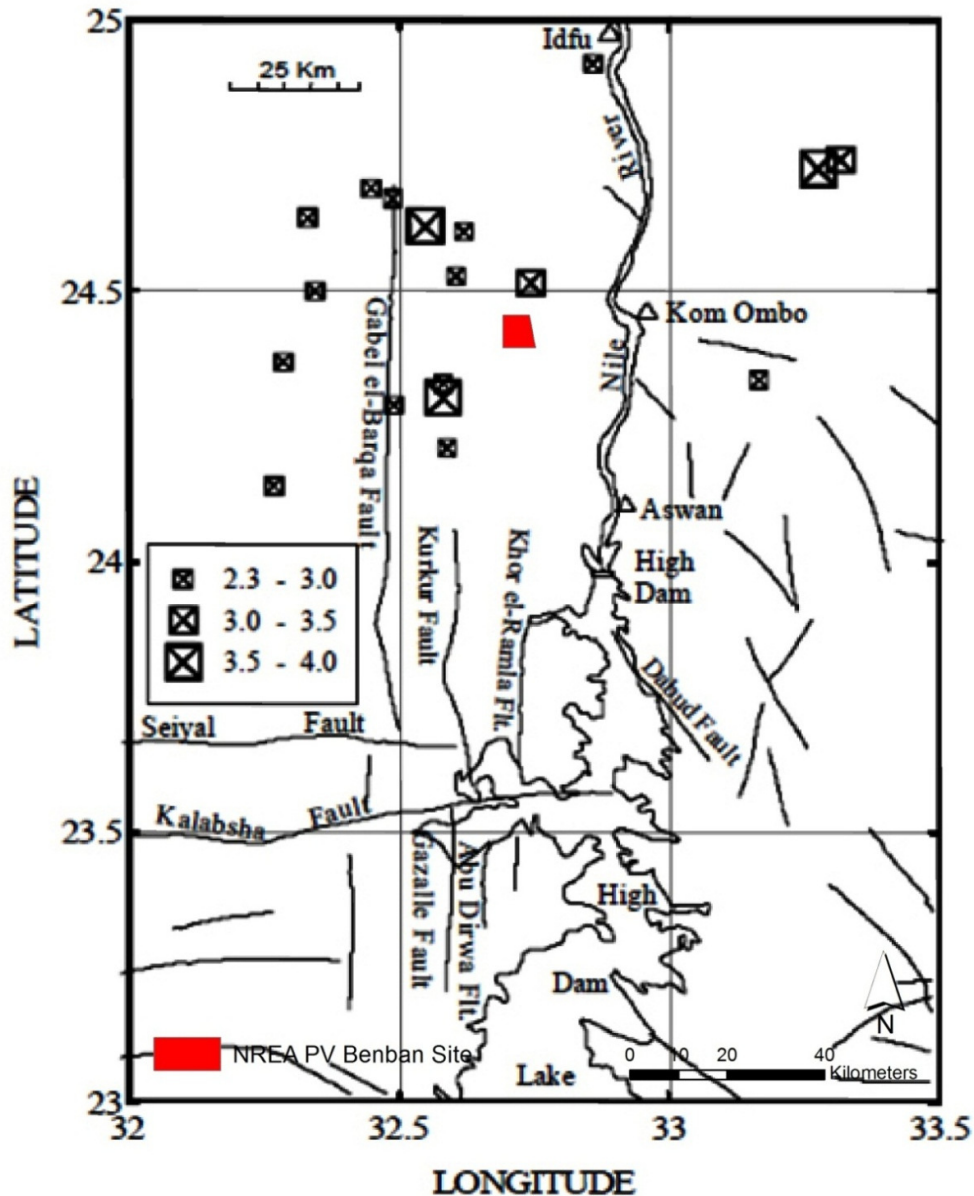 25
Idfu
25 Km
River
24.5
Kom Ombo
Nile
Gabel el-Barqa Fault
Aswan
High
Dam
24
Kurkur Fault
Khor el-Ramla Flt.
2.3 - 3.0
3.0 - 3.5
3.5 - 4.0
Dabud Fault
Seiyal Fault
Kalabsha Fault
23.5
Gazalle Fault
Abu Dirwa Flt.
High
Dam
Lake
N
NREA PV Benban Site
0 10 20 40
Kilometers
23
32 32.5 33 33.5
LONGITUDE
LATITUDE